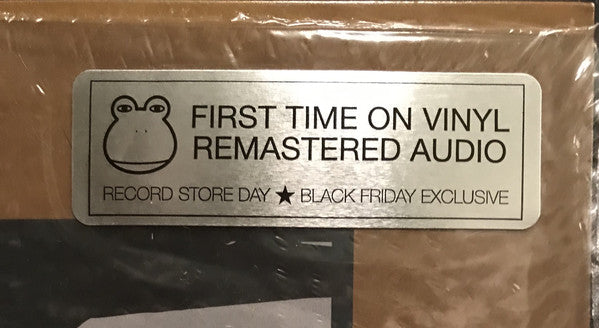 FIRST TIME ON VINYL
REMASTERED AUDIO
RECORD STORE DAY ★ BLACK FRIDAY EXCLUSIVE